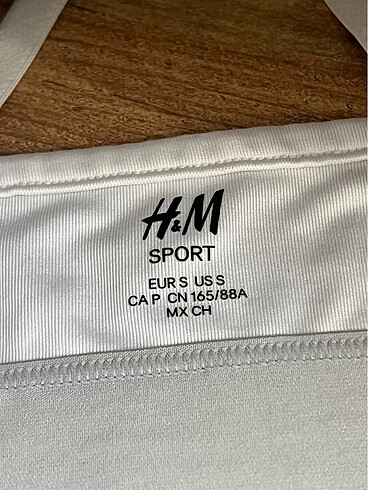 H&M
SPORT
EUR S US S
CA P CN 165/88A
MX CH